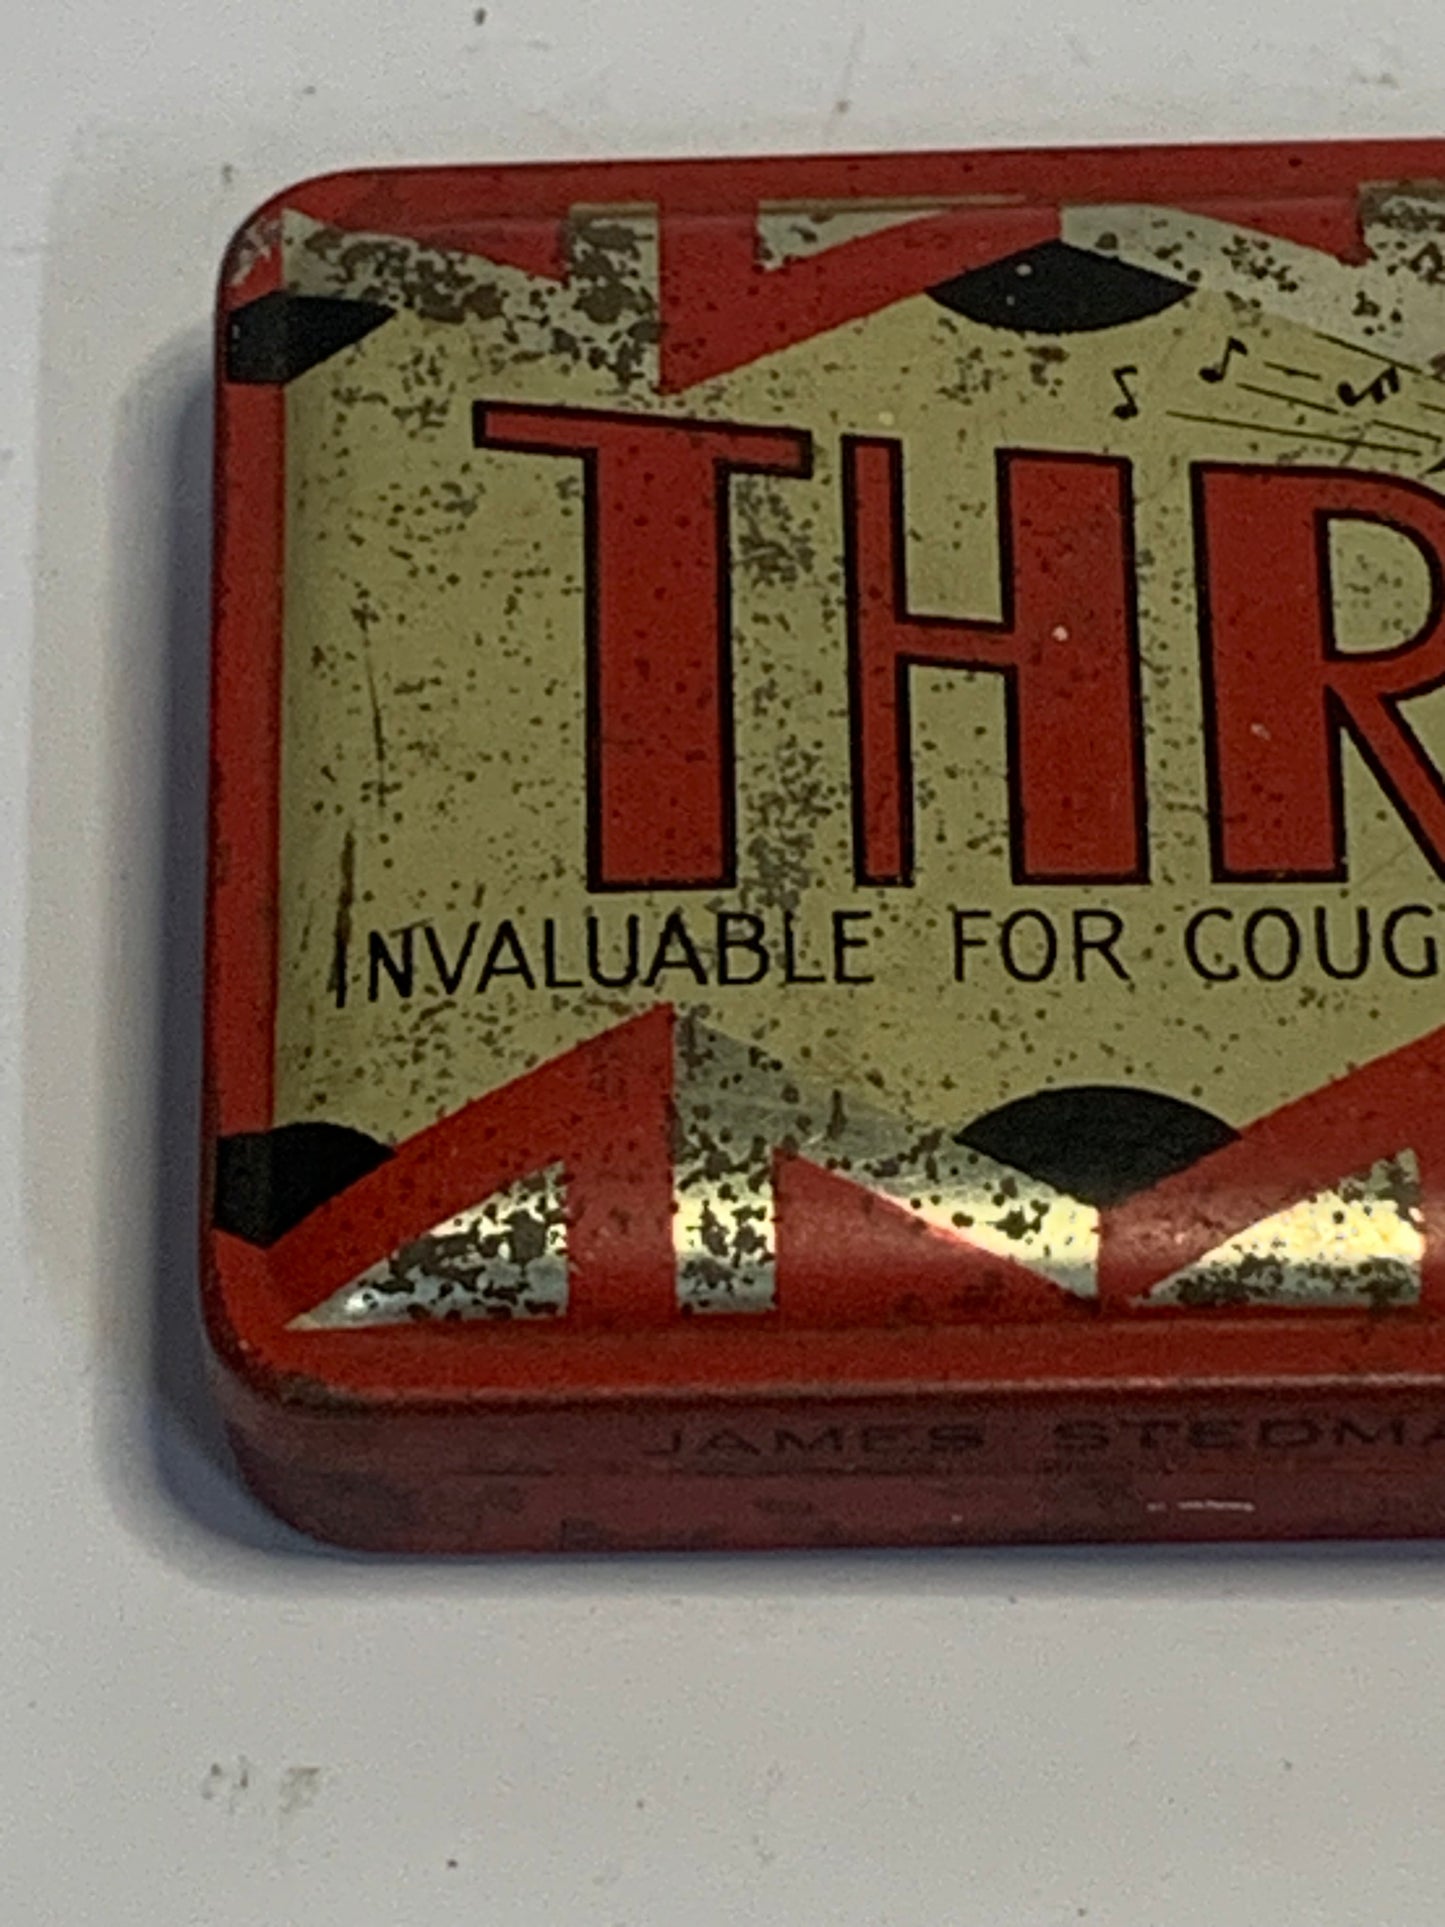 THR
INVALUABLE FOR COUG
JAMES STEDMA